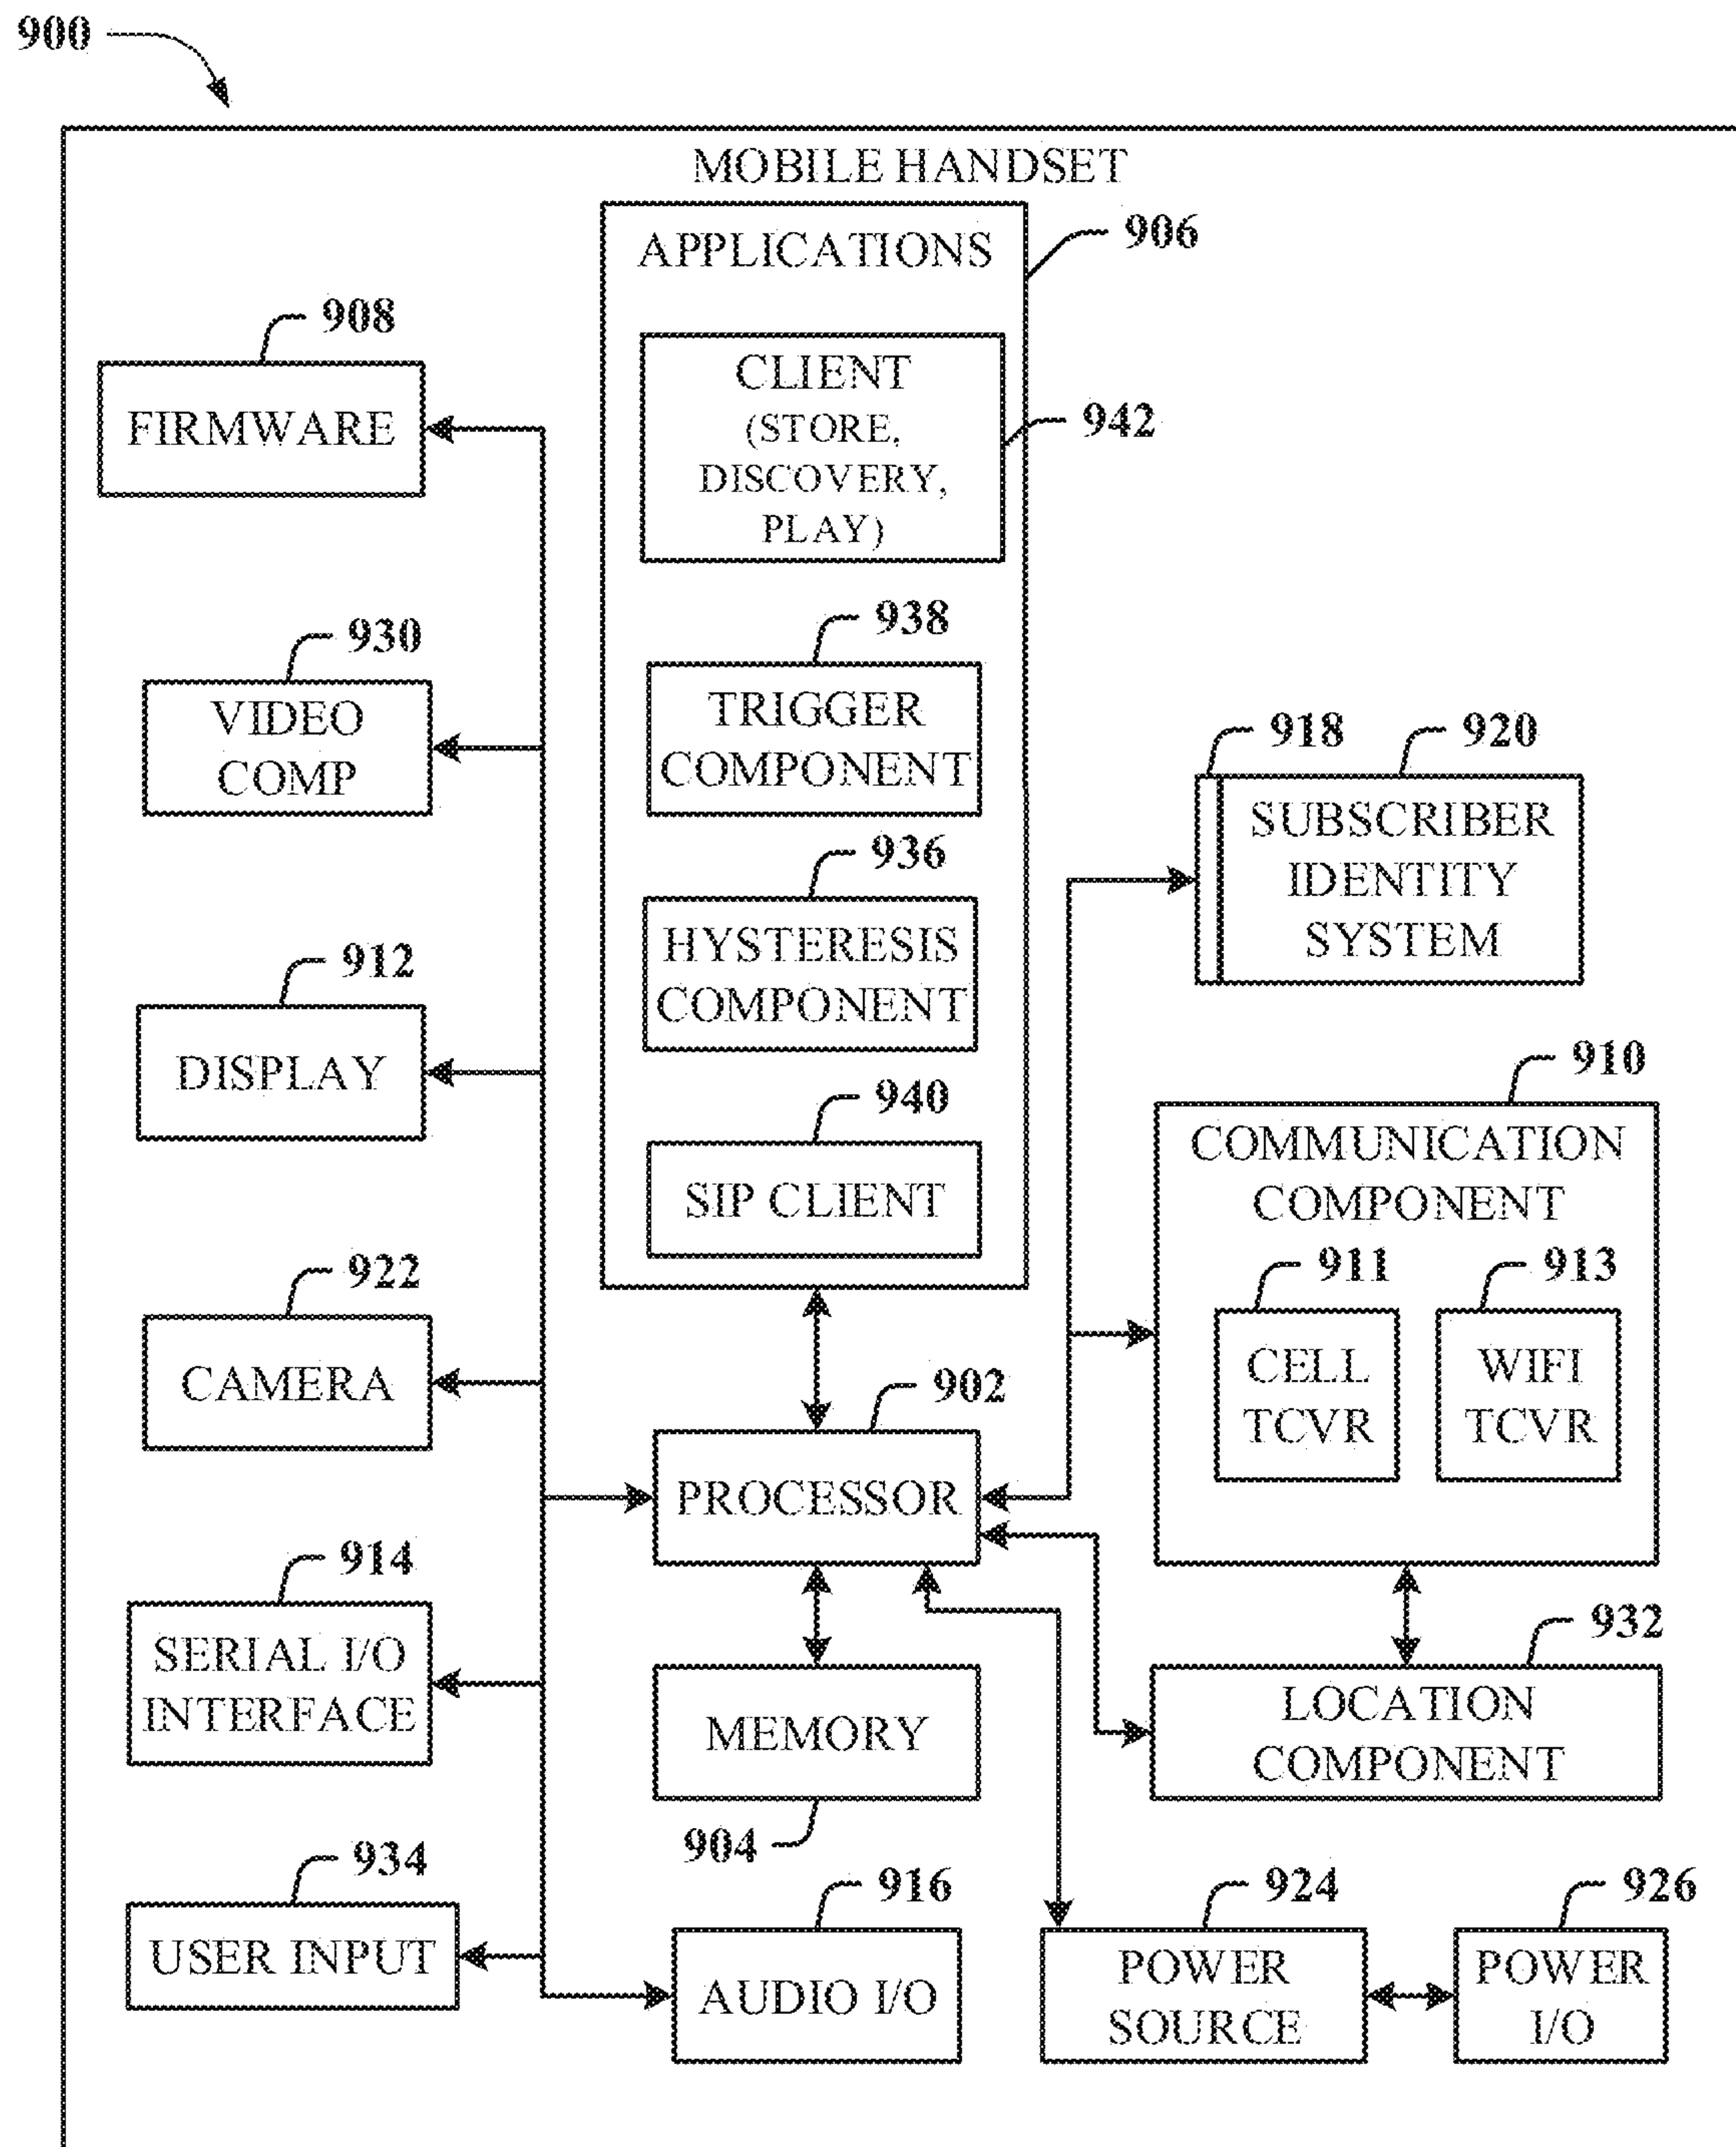 900
MOBILE HANDSET
APPLICATIONS
906
CLIENT
(STORE,
DISCOVERY,
PLAY)
942
938
TRIGGER
COMPONENT
936
HYSTERESIS
COMPONENT
940
SIP CLIENT
908
FIRMWARE
930
VIDEO
COMP
912
DISPLAY
922
CAMERA
914
SERIAL I/O
INTERFACE
934
USER INPUT
902
PROCESSOR
MEMORY
904
916
AUDIO I/O
918
920
SUBSCRIBER
IDENTITY
SYSTEM
910
COMMUNICATION
COMPONENT
911
CELL
TCVR
913
WIFI
TCVR
932
LOCATION
COMPONENT
924
POWER
SOURCE
926
POWER
I/O